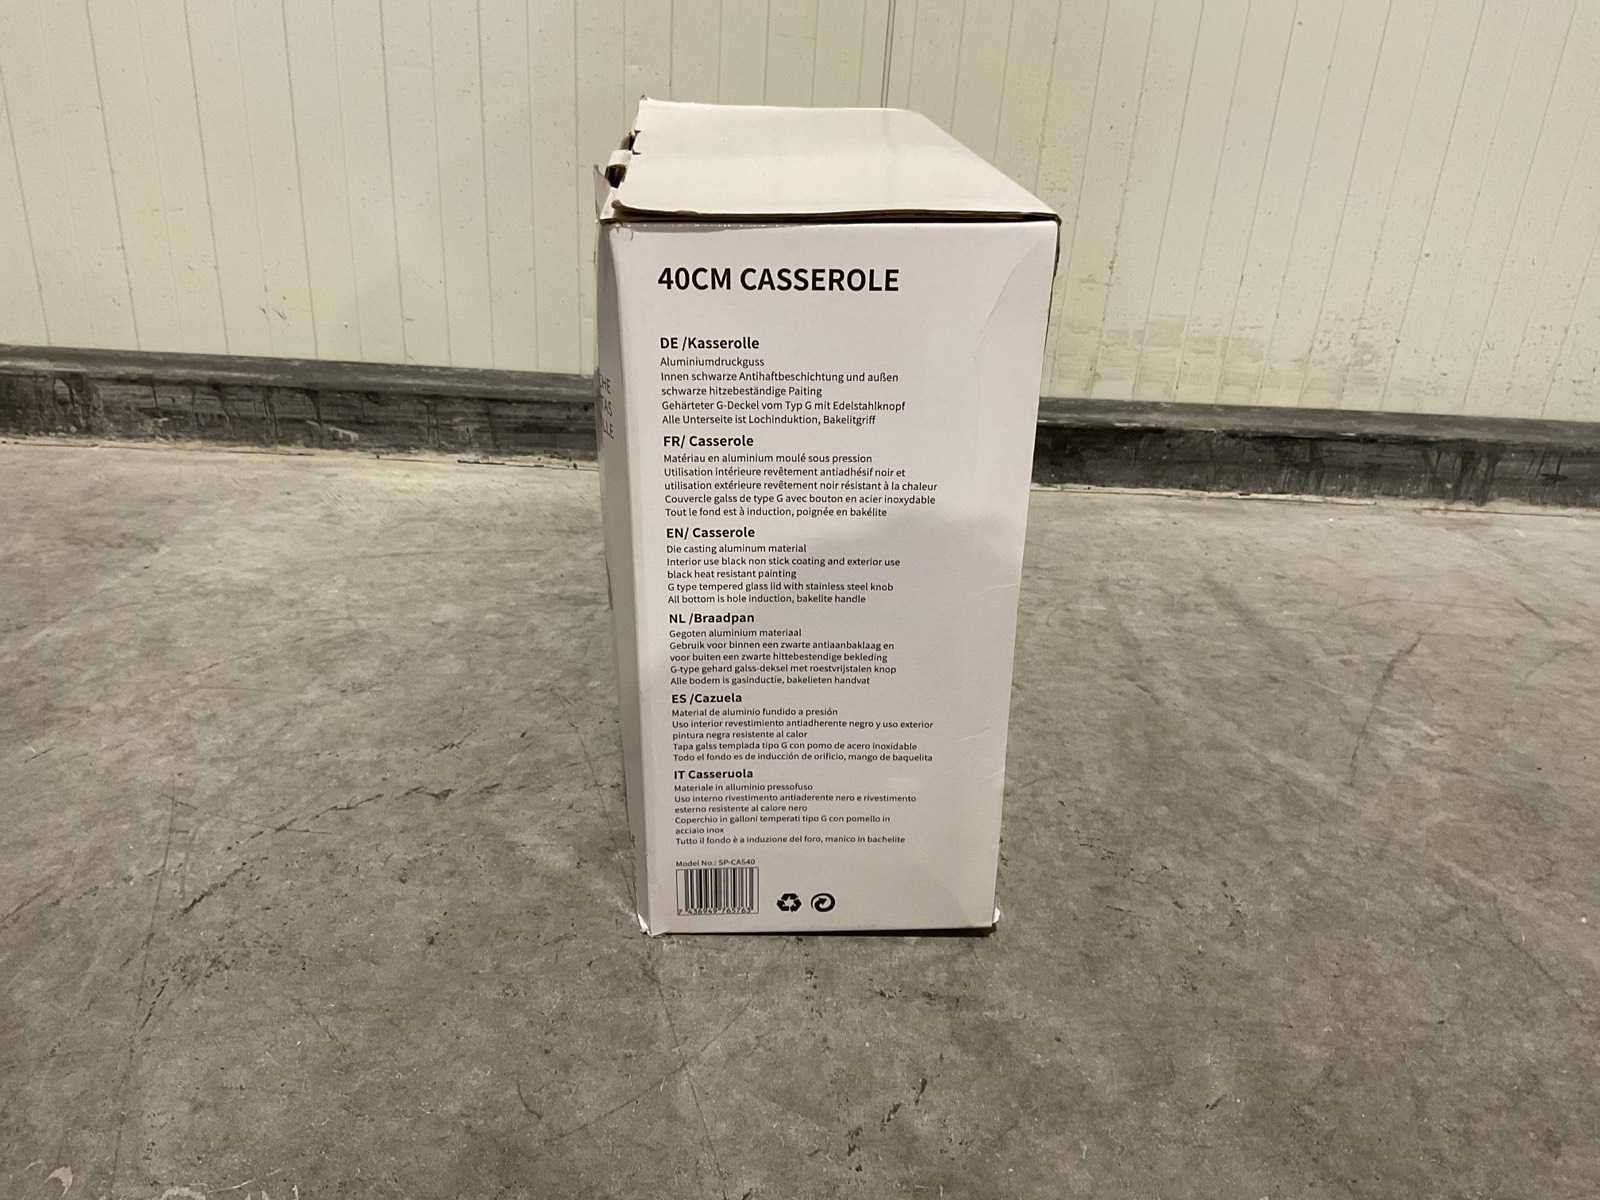 40CM CASSEROLE
DE /Kasserolle
Aluminiumdruckguss
Innen schwarze Antihaftbeschichtung und außen
schwarze hitzebeständige Paiting
Gehärteter G-Deckel vom Typ G mit Edelstahlknopf
Alle Unterseite ist Lochinduktion, Bakelitgriff
FR/ Casserole
Matériau en aluminium moulé sous pression
Utilisation intérieure revêtement antiadhésif noir et
utilisation extérieure revêtement noir résistant à la chaleur
Couvercle galss de type G avec bouton en acier inoxydable
Tout le fond est à induction, poignée en bakélite
EN/ Casserole
Die casting aluminum material
Interior use black non stick coating and exterior use
black heat resistant painting
G type tempered glass lid with stainless steel knob
All bottom is hole induction, bakelite handle
NL /Braadpan
Gegoten aluminium materiaal
Gebruik voor binnen een zwarte antiaanbaklaag en
voor buiten een zwarte hittebestendige bekleding
G-type gehard galss-deksel met roestvrijstalen knop
Alle bodem is gasinductie, bakelieten handvat
ES /Cazuela
Material de aluminio fundido a presión
Uso interior revestimiento antiadherente negro y uso exterior
pintura negra resistente al calor
Tapa galss templada tipo G con pomo de acero inoxidable
Todo el fondo es de inducción de orificio, mango de baquelita
IT Casseruola
Materiale in alluminio pressofuso
Uso interno rivestimento antiaderente nero e rivestimento
esterno resistente al calore nero
Coperchio in galloni temperati tipo G con pomello in
acciaio inox
Tutto il fondo è a induzione del foro, manico in bachelite
Model No.: SP-CAS40
7 436949 765763